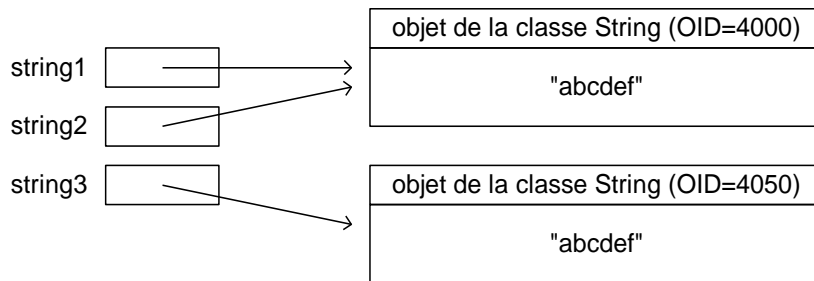 objet de la classe String (OID=4000)
string1
"abcdef"
string2
string3
objet de la classe String (OID=4050)
"abcdef"